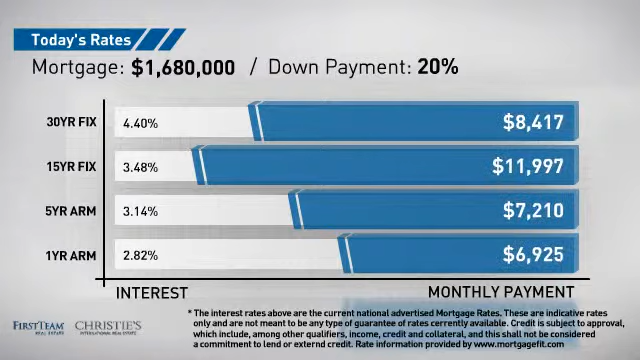 Today's Rates
Mortgage: $1,680,000 / Down Payment: 20%
30YR FIX 4.40% $8,417
15YR FIX 3.48% $11,997
5YR ARM 3.14% $7,210
1YR ARM 2.82% $6,925
INTEREST MONTHLY PAYMENT
* The interest rates above are the current national advertised Mortgage Rates. These are indicative rates
only and are not meant to be any type of guarantee of rates cerrently available. Credit is subject to approval,
which include, among other qualifiers, income, credit and collateral, and this shall not be considered
a commitment to lend or externd credit. Rate information provided by www.mortgagefit.com
FIRSTTEAM CHRISTIE'S
REAL ESTATE INTERNATIONAL REAL ESTATE